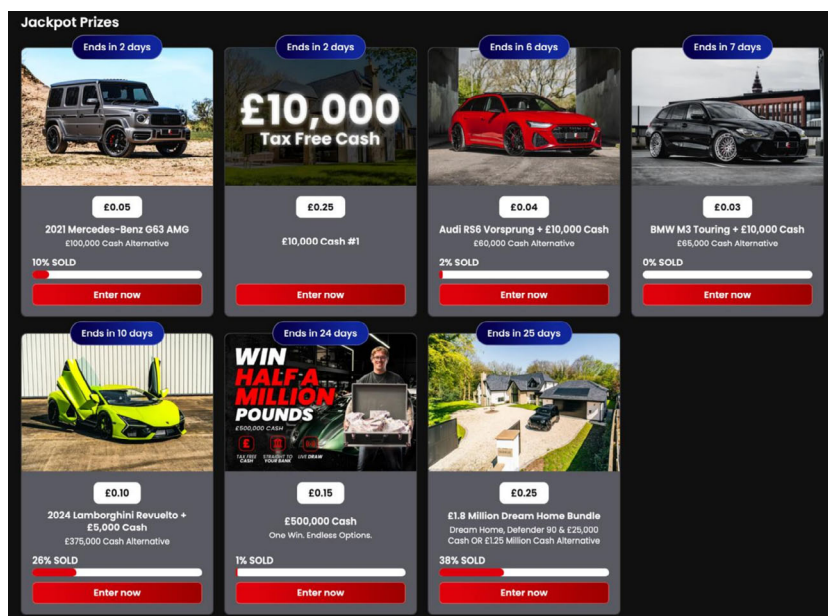 Jackpot Prizes
Ends in 2 days
£0.05
2021 Mercedes-Benz G63 AMG
£100,000 Cash Alternative
10% SOLD
Enter now
Ends in 2 days
£10,000
Tax Free Cash
£0.25
£10,000 Cash #1
Enter now
Ends in 6 days
£0.04
Audi RS6 Vorsprung + £10,000 Cash
£60,000 Cash Alternative
2% SOLD
Enter now
Ends in 7 days
£0.03
BMW M3 Touring + £10,000 Cash
£65,000 Cash Alternative
0% SOLD
Enter now
Ends in 10 days
£0.10
2024 Lamborghini Revuelto +
£5,000 Cash
£375,000 Cash Alternative
26% SOLD
Enter now
Ends in 24 days
WIN
HALF A
MILLION
POUNDS
£500,000 CASH
£
TAX FREE
CASH
STRAIGHT TO
YOUR BANK
LIVE DRAW
£0.15
£500,000 Cash
One Win. Endless Options.
1% SOLD
Enter now
Ends in 25 days
£0.25
£1.8 Million Dream Home Bundle
Dream Home, Defender 90 & £25,000
Cash OR £1.25 Million Cash Alternative
38% SOLD
Enter now